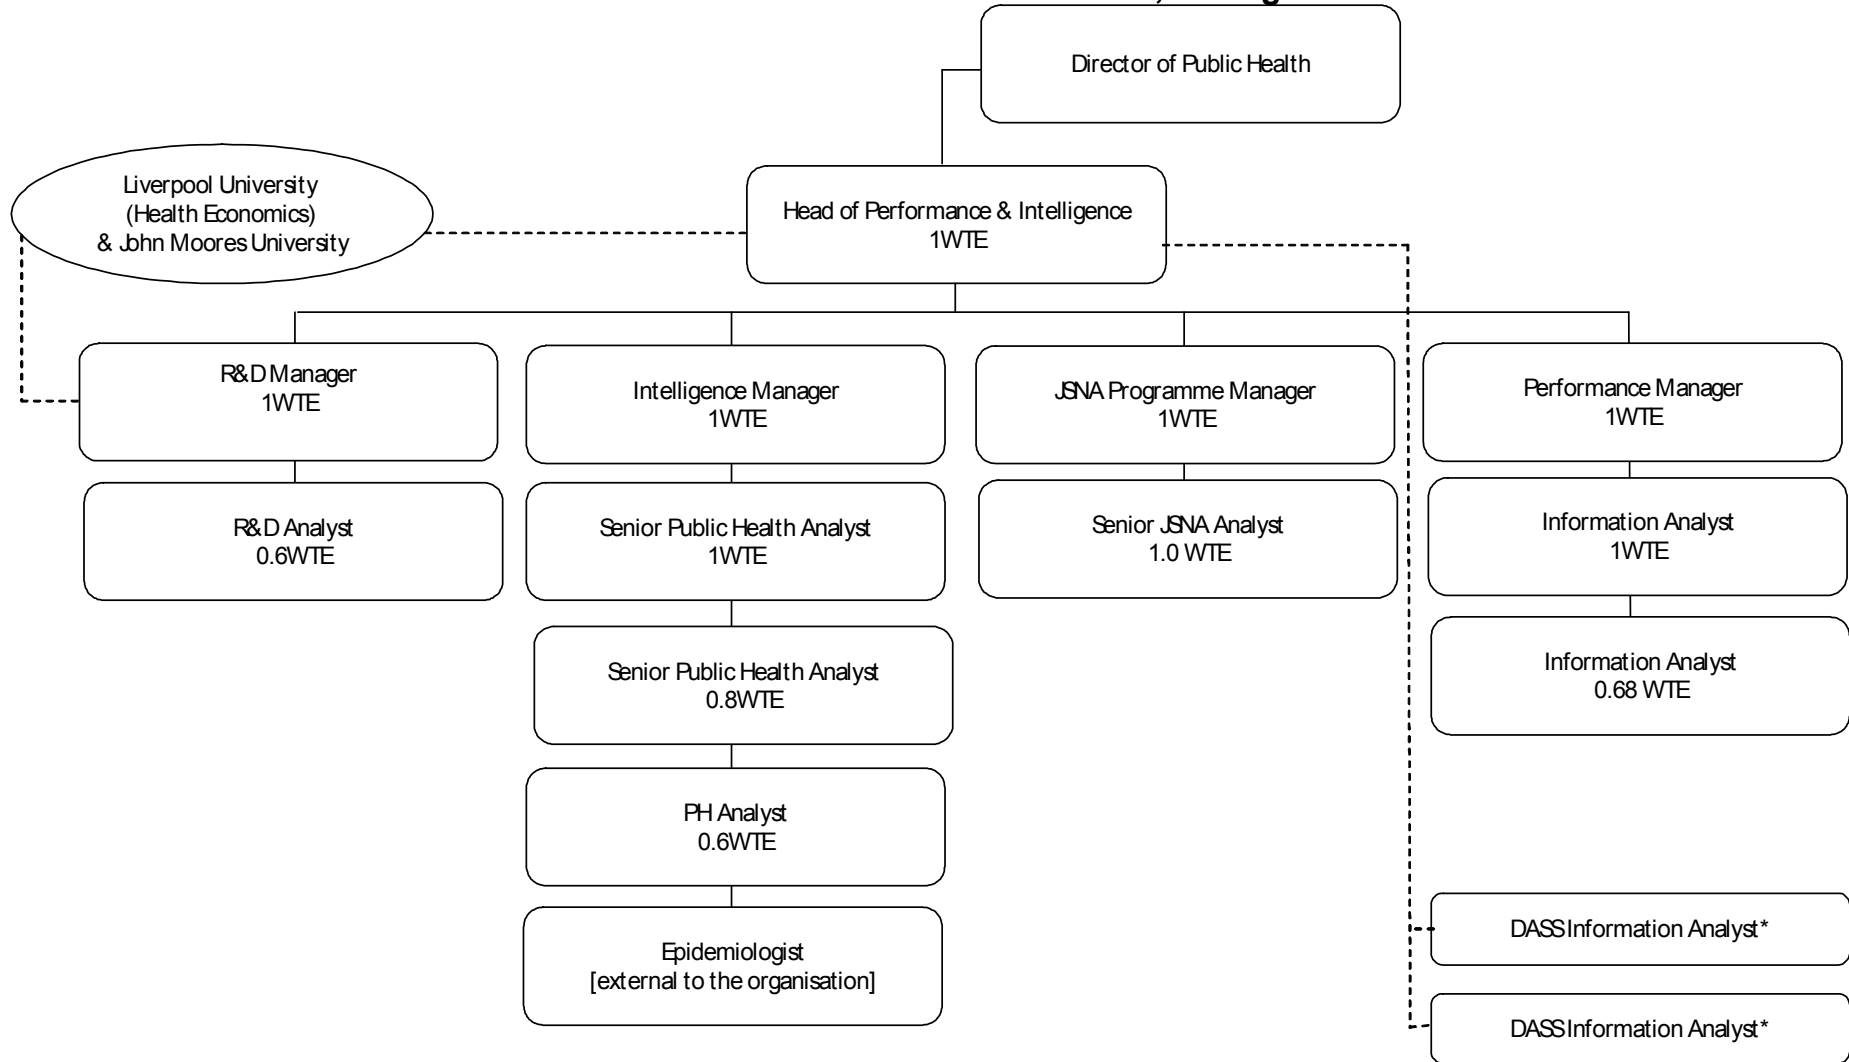 Director of Public Health
Liverpool University
(Health Economics)
& John Moores University
Head of Performance & Intelligence
1WTE
R&D Manager
1WTE
Intelligence Manager
1WTE
JSNA Programme Manager
1WTE
Performance Manager
1WTE
R&D Analyst
0.6WTE
Senior Public Health Analyst
1WTE
Senior JSNA Analyst
1.0 WTE
Information Analyst
1WTE
Senior Public Health Analyst
0.8WTE
Information Analyst
0.68 WTE
PH Analyst
0.6WTE
Epidemiologist
[external to the organisation]
DASS Information Analyst*
DASS Information Analyst*